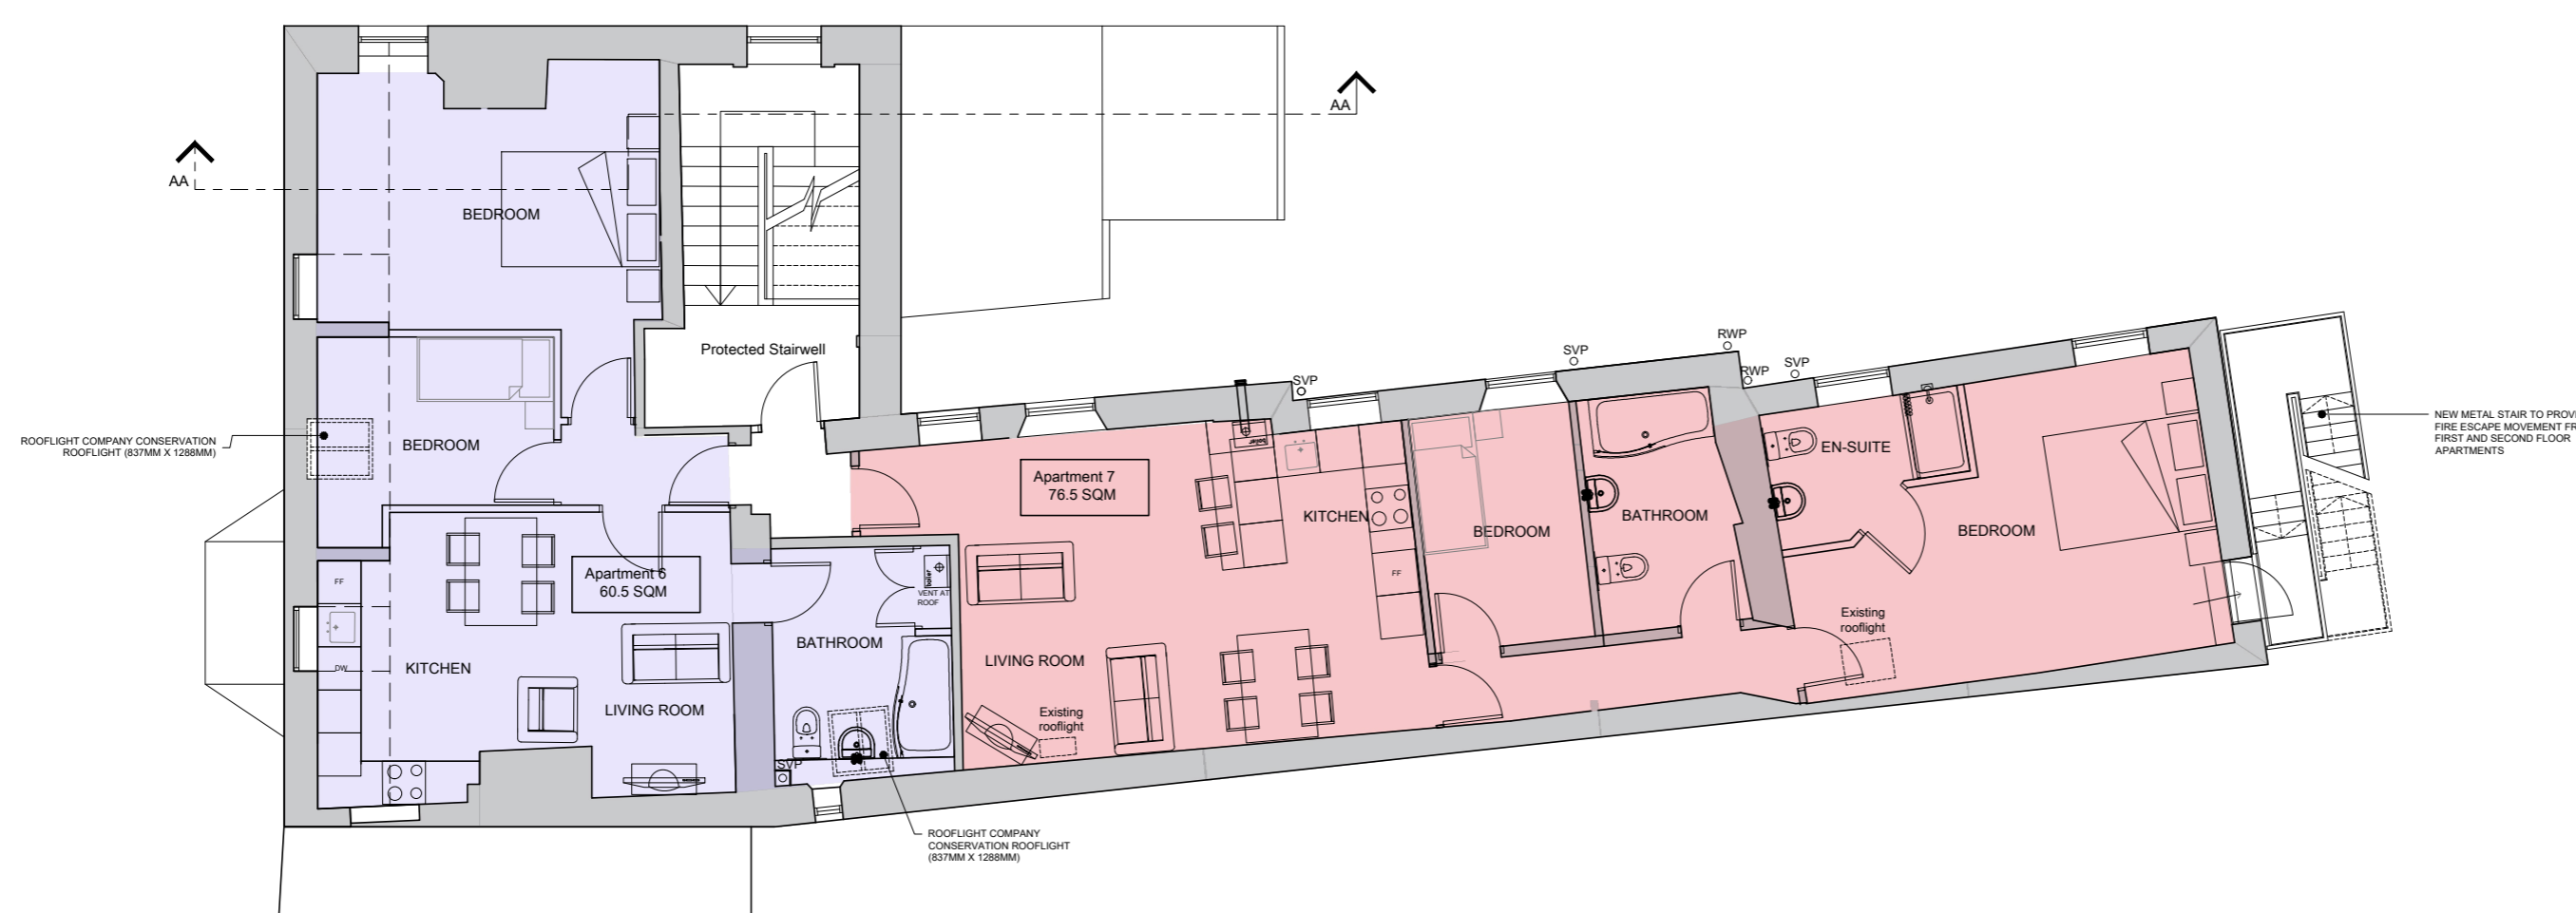 AA
AA
BEDROOM
Protected Stairwell
RWP
SVP
RWP
SVP
SVP
ROOFLIGHT COMPANY CONSERVATION
ROOFLIGHT (837MM X 1288MM)
BEDROOM
NEW METAL STAIR TO PROVI
FIRE ESCAPE MOVEMENT FR
FIRST AND SECOND FLOOR
APARTMENTS
boiler
EN-SUITE
Apartment 7
76.5 SQM
KITCHEN
BEDROOM
BATHROOM
BEDROOM
FF
FF
Apartment 6
60.5 SQM
boiler
VENT AT
ROOF
Existing
rooflight
BATHROOM
DW
KITCHEN
LIVING ROOM
LIVING ROOM
Existing
rooflight
SVP
ROOFLIGHT COMPANY
CONSERVATION ROOFLIGHT
(837MM X 1288MM)